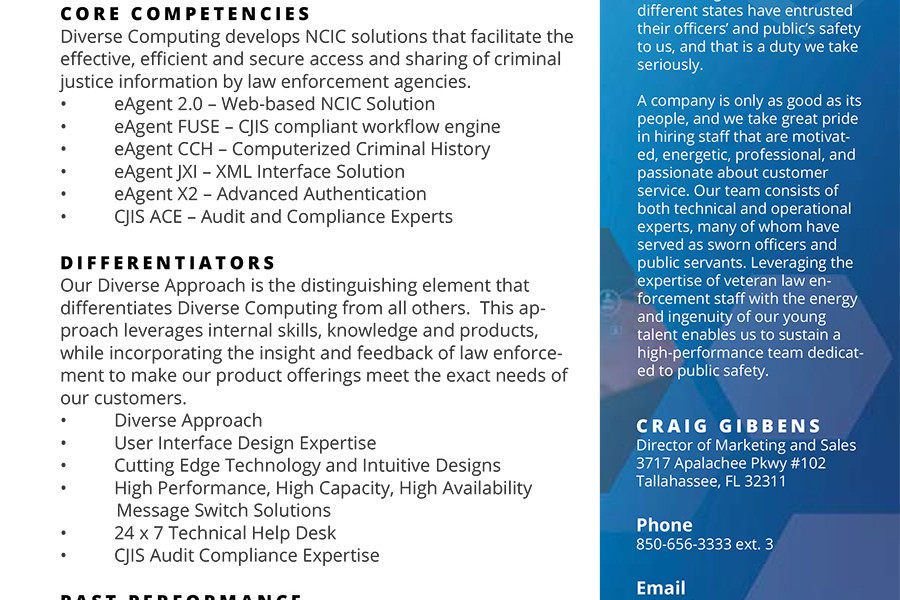 CORE COMPETENCIES
Diverse Computing develops NCIC solutions that facilitate the
effective, efficient and secure access and sharing of criminal
justice information by law enforcement agencies.
• eAgent 2.0 – Web-based NCIC Solution
• eAgent FUSE – CJIS compliant workflow engine
• eAgent CCH – Computerized Criminal History
• eAgent JXI – XML Interface Solution
• eAgent X2 – Advanced Authentication
• CJIS ACE – Audit and Compliance Experts
DIFFERENTIATORS
Our Diverse Approach is the distinguishing element that
differentiates Diverse Computing from all others.  This ap-
proach leverages internal skills, knowledge and products,
while incorporating the insight and feedback of law enforce-
ment to make our product offerings meet the exact needs of
our customers.
• Diverse Approach
• User Interface Design Expertise
• Cutting Edge Technology and Intuitive Designs
• High Performance, High Capacity, High Availability
Message Switch Solutions
• 24 x 7 Technical Help Desk
• CJIS Audit Compliance Expertise
PAST PERFORMANCE
different states have entrusted
their officers' and public's safety
to us, and that is a duty we take
seriously.
A company is only as good as its
people, and we take great pride
in hiring staff that are motivat-
ed, energetic, professional, and
passionate about customer
service. Our team consists of
both technical and operational
experts, many of whom have
served as sworn officers and
public servants. Leveraging the
expertise of veteran law en-
forcement staff with the energy
and ingenuity of our young
talent enables us to sustain a
high-performance team dedicat-
ed to public safety.
CRAIG GIBBENS
Director of Marketing and Sales
3717 Apalachee Pkwy #102
Tallahassee, FL 32311
Phone
850-656-3333 ext. 3
Email